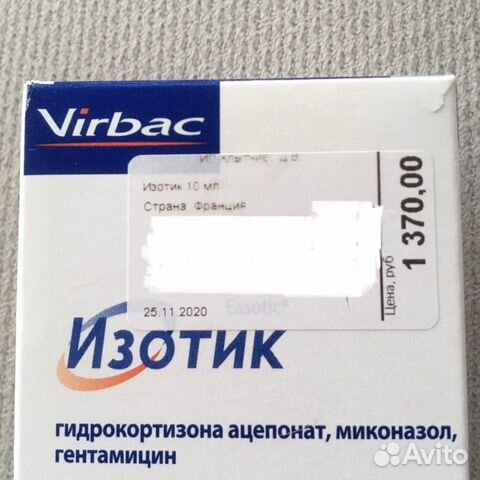 Virbac
Изотик 10 мл
Страна Франция
25.11.2020
Цена, руб
1 370,00
Easotic
Изотик
гидрокортизона ацепонат, миконазол,
гентамицин
Avito